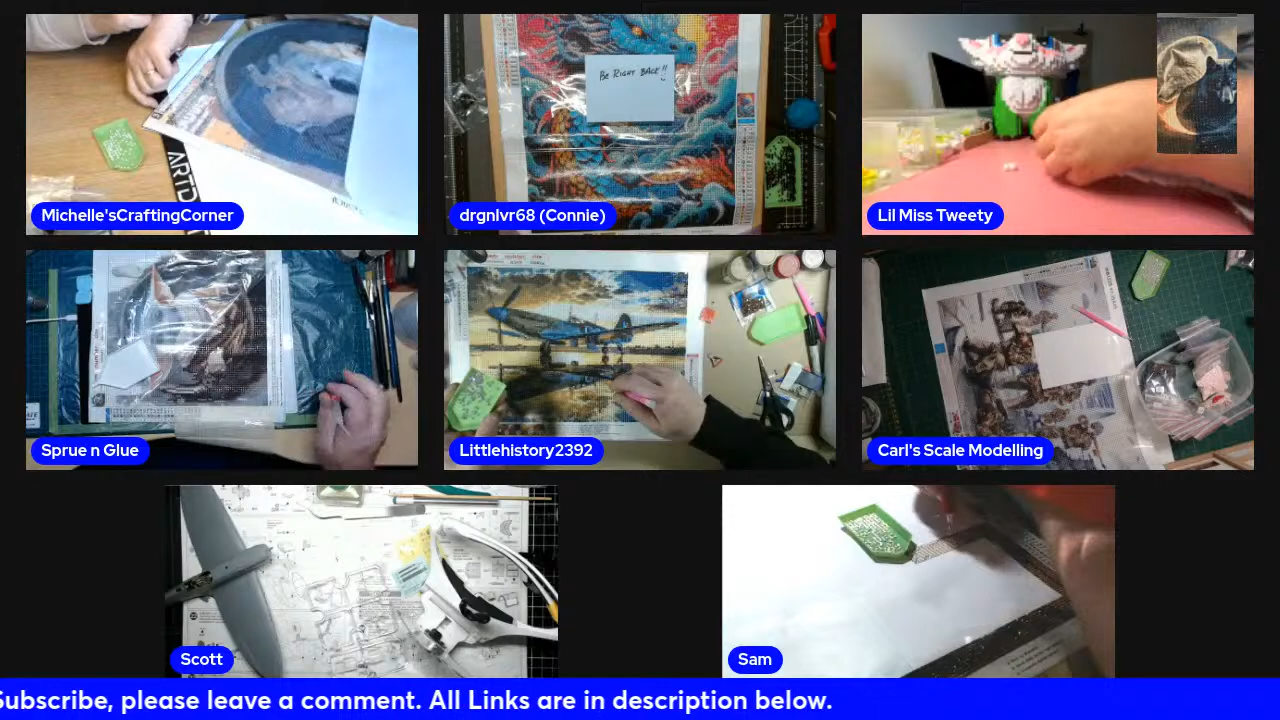 BE RIGHT BACK!!
Michelle'sCraftingCorner
drgnlvr68 (Connie)
Lil Miss Tweety
Sprue n Glue
Littlehistory2392
Carl's Scale Modelling
Scott
Sam
Subscribe, please leave a comment. All Links are in description below.